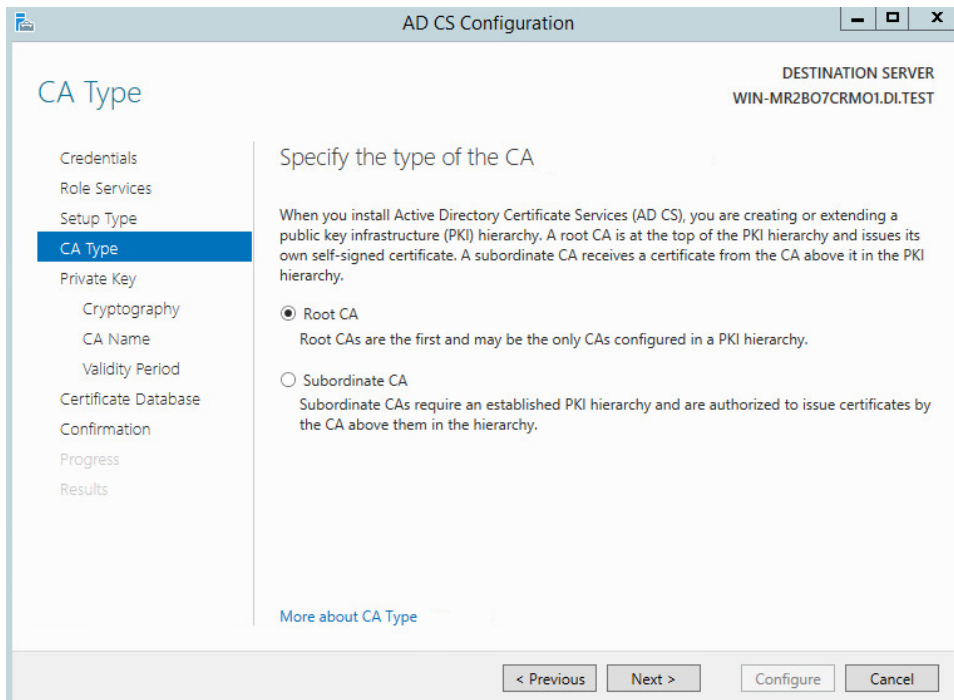 AD CS Configuration
CA Type
DESTINATION SERVER
WIN-MR2BO7CRMO1.DI.TEST
Credentials
Role Services
Setup Type
CA Type
Private Key
Cryptography
CA Name
Validity Period
Certificate Database
Confirmation
Progress
Results
Specify the type of the CA
When you install Active Directory Certificate Services (AD CS), you are creating or extending a
public key infrastructure (PKI) hierarchy. A root CA is at the top of the PKI hierarchy and issues its
own self-signed certificate. A subordinate CA receives a certificate from the CA above it in the PKI
hierarchy.
Root CA
Root CAs are the first and may be the only CAs configured in a PKI hierarchy.
Subordinate CA
Subordinate CAs require an established PKI hierarchy and are authorized to issue certificates by
the CA above them in the hierarchy.
More about CA Type
< Previous
Next >
Configure
Cancel